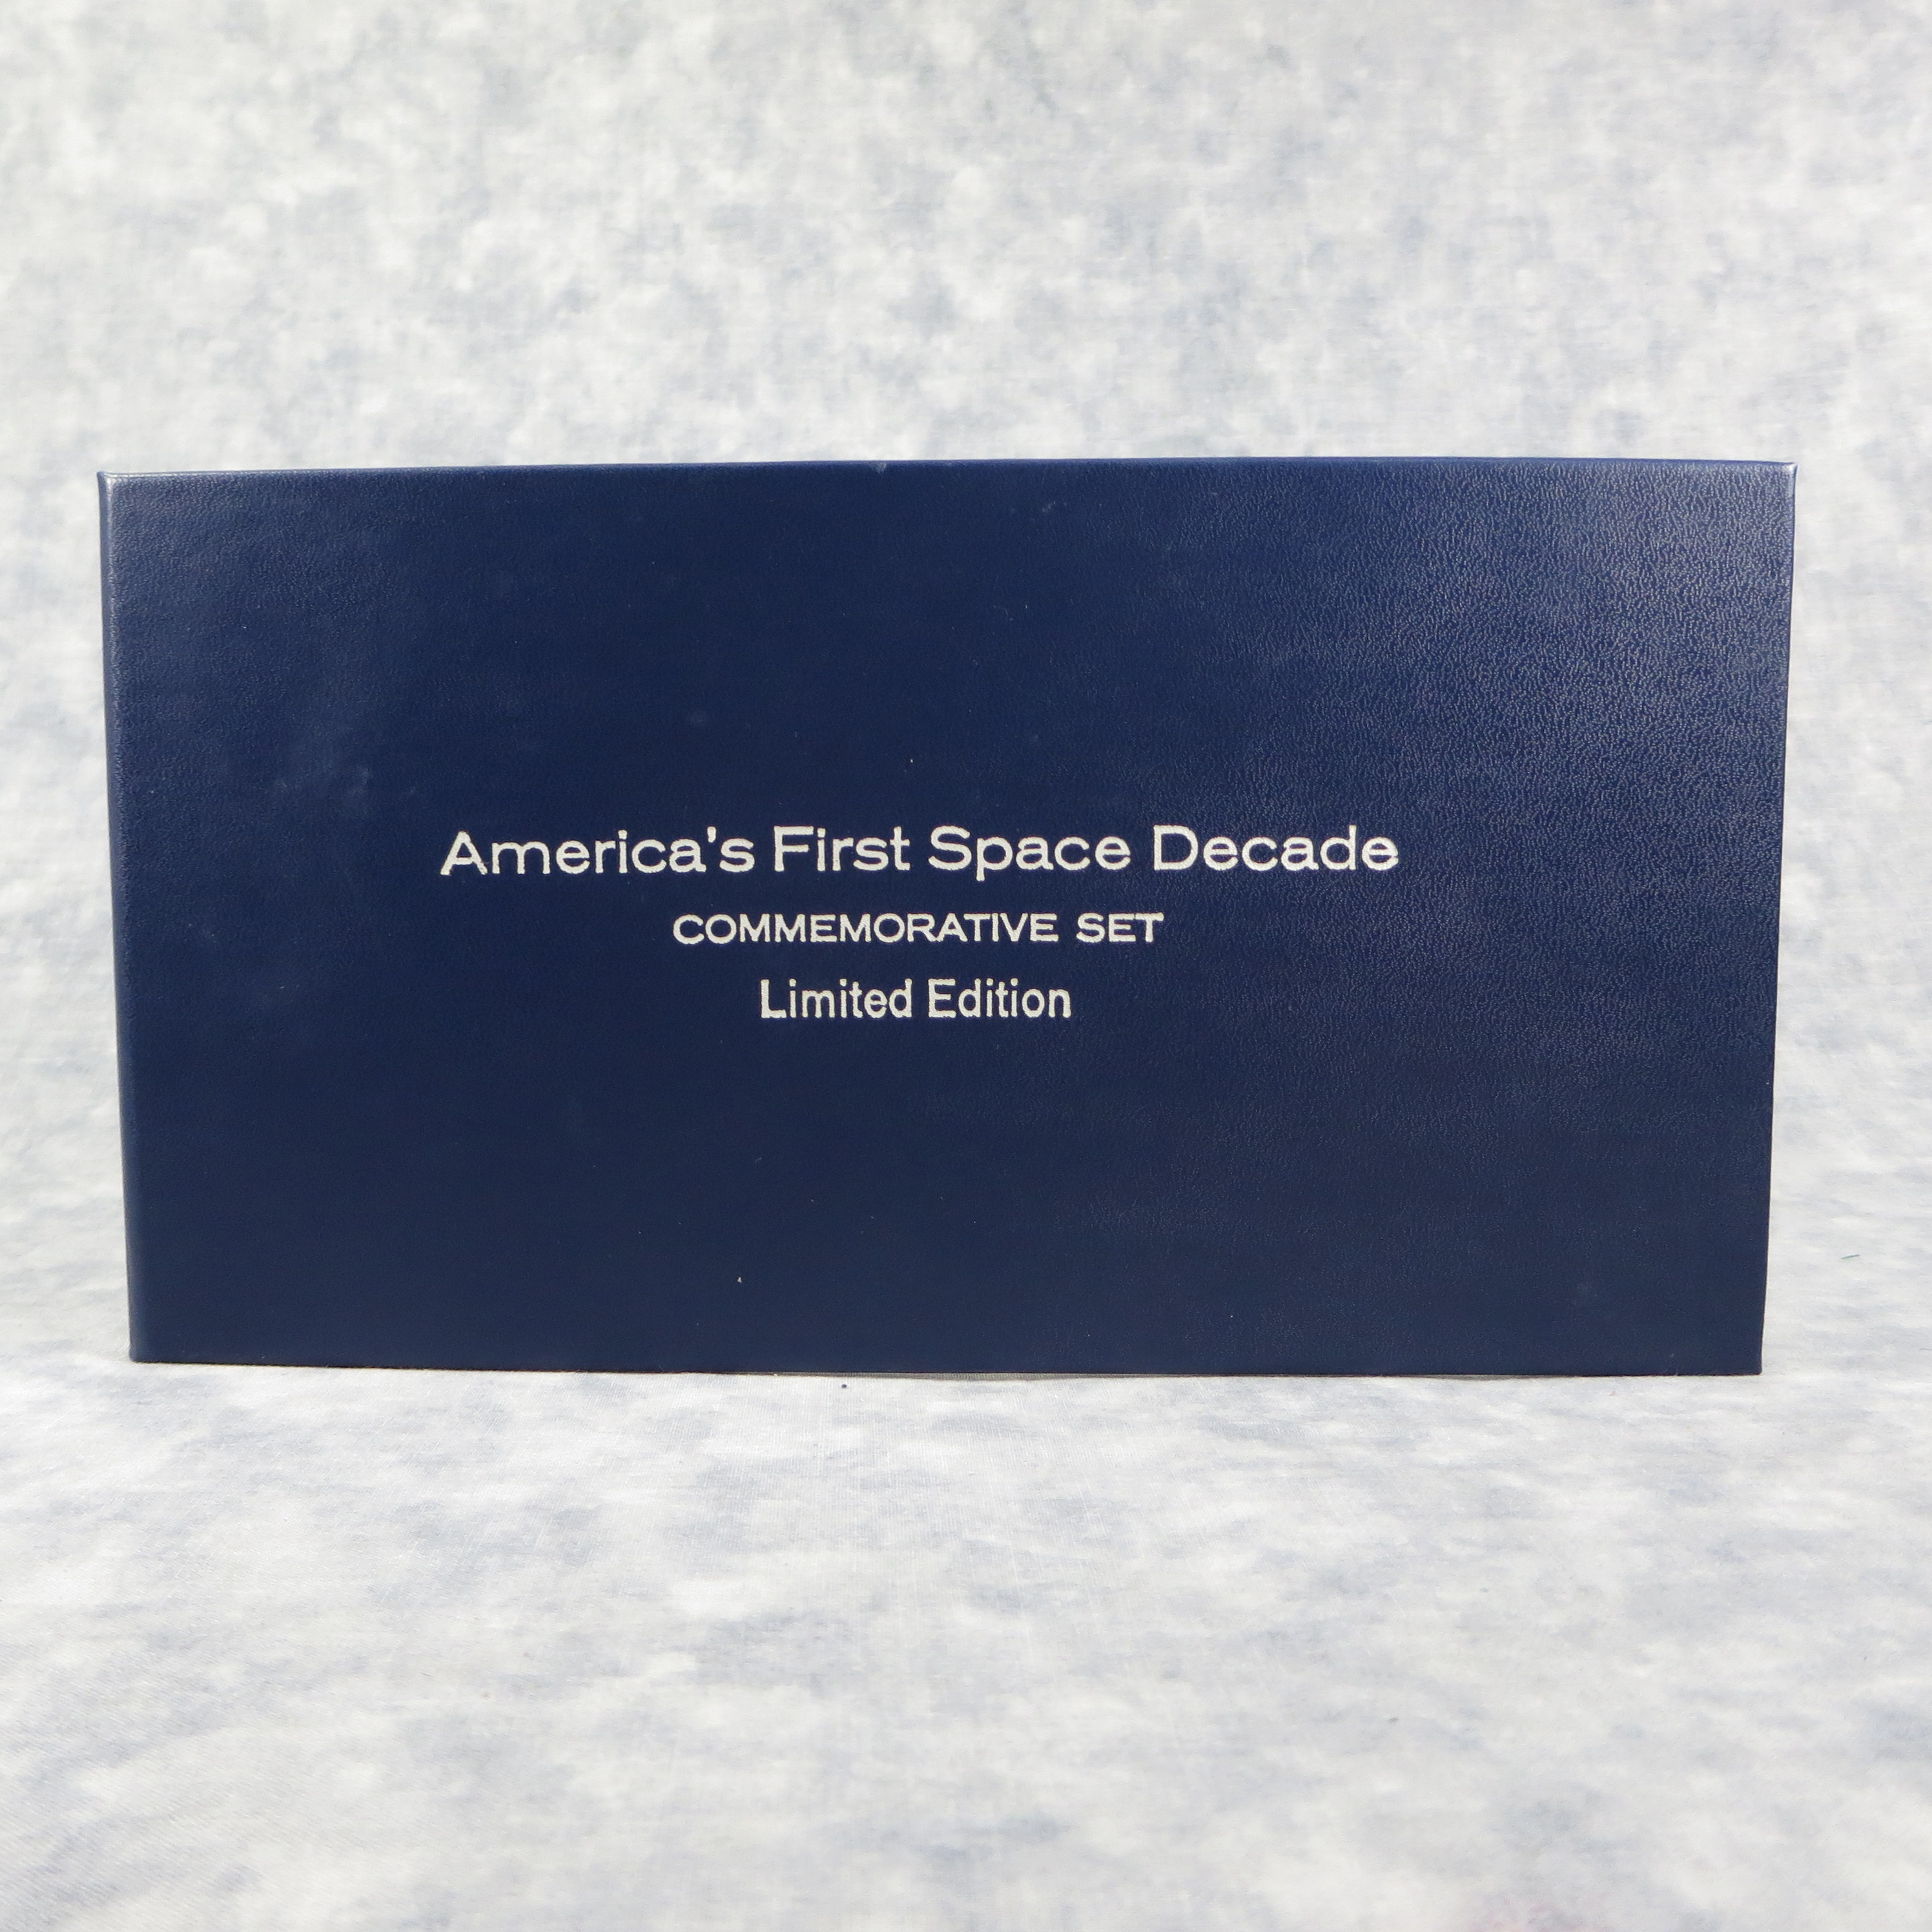 America's First Space Decade
COMMEMORATIVE SET
Limited Edition